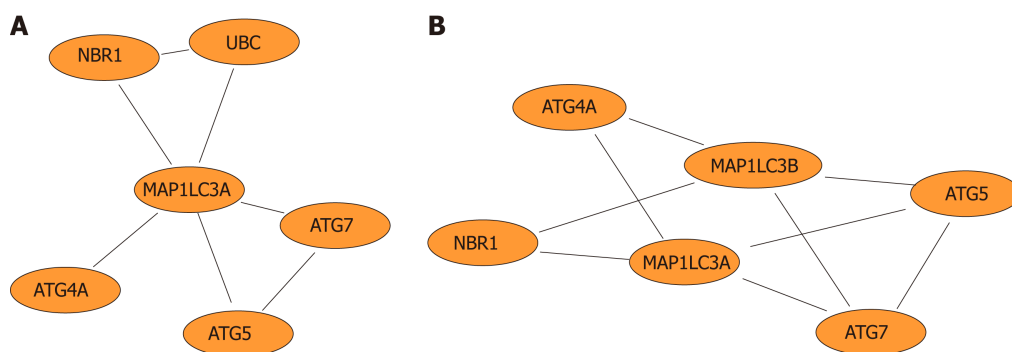 A
NBR1
UBC
MAP1LC3A
ATG7
ATG4A
ATG5
B
ATG4A
MAP1LC3B
ATG5
NBR1
MAP1LC3A
ATG7